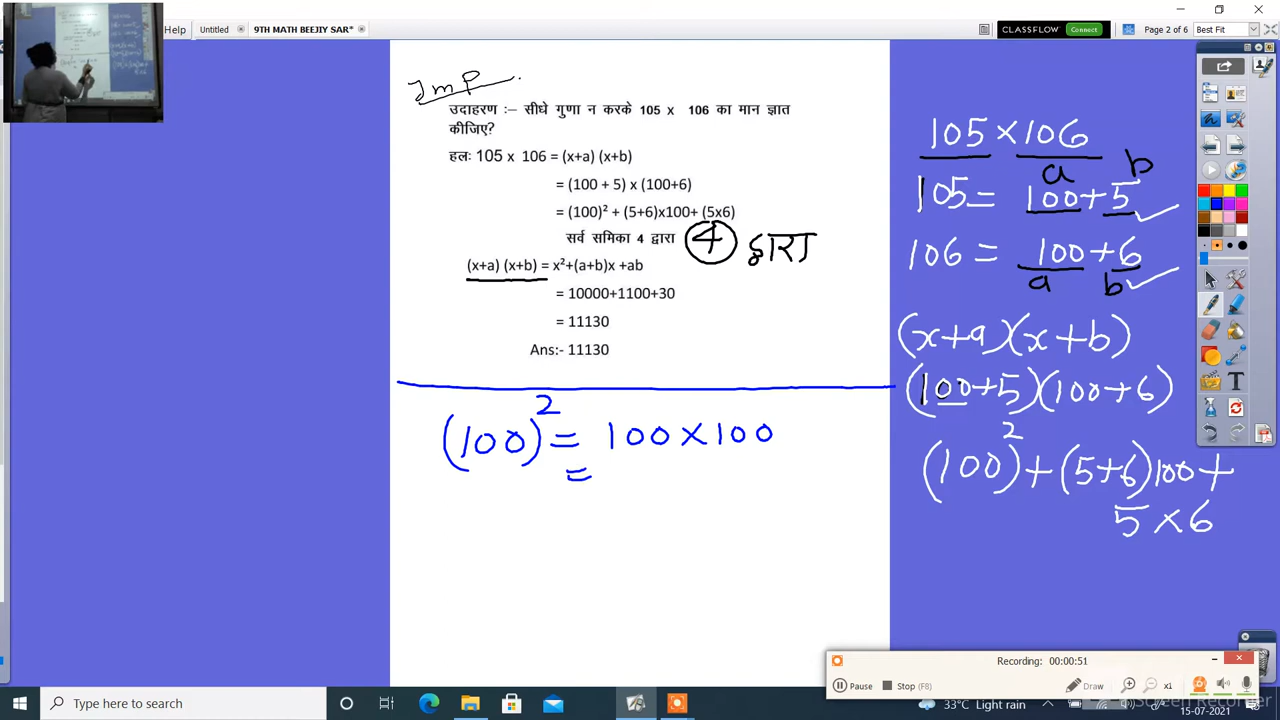 Help Untitled 9TH MATH BEEJIY SAR* CLASSFLOW Connect Page 2 of 6 Best Fit
Imp
उदाहरण :– सीधे गुणा न करके 105 x 106 का मान ज्ञात
कीजिए?
हलः 105 x 106 = (x+a) (x+b)
= (100 + 5) x (100+6)
= (100)² + (5+6)x100+ (5x6)
सर्व समिका 4 द्वारा ④ द्वारा
(x+a) (x+b) = x²+(a+b)x +ab
= 10000+1100+30
= 11130
Ans:- 11130
(100)² = 100×100
=
105×106
a b
105= 100+5
106 = 100+6
a b
(x+a)(x+b)
(100+5)(100+6)
(100)²+(5+6)100+
5×6
Recording: 00:00:51
Pause Stop (F8) Draw x1
Type here to search
33°C Light rain
15-07-2021
Screen Recorder